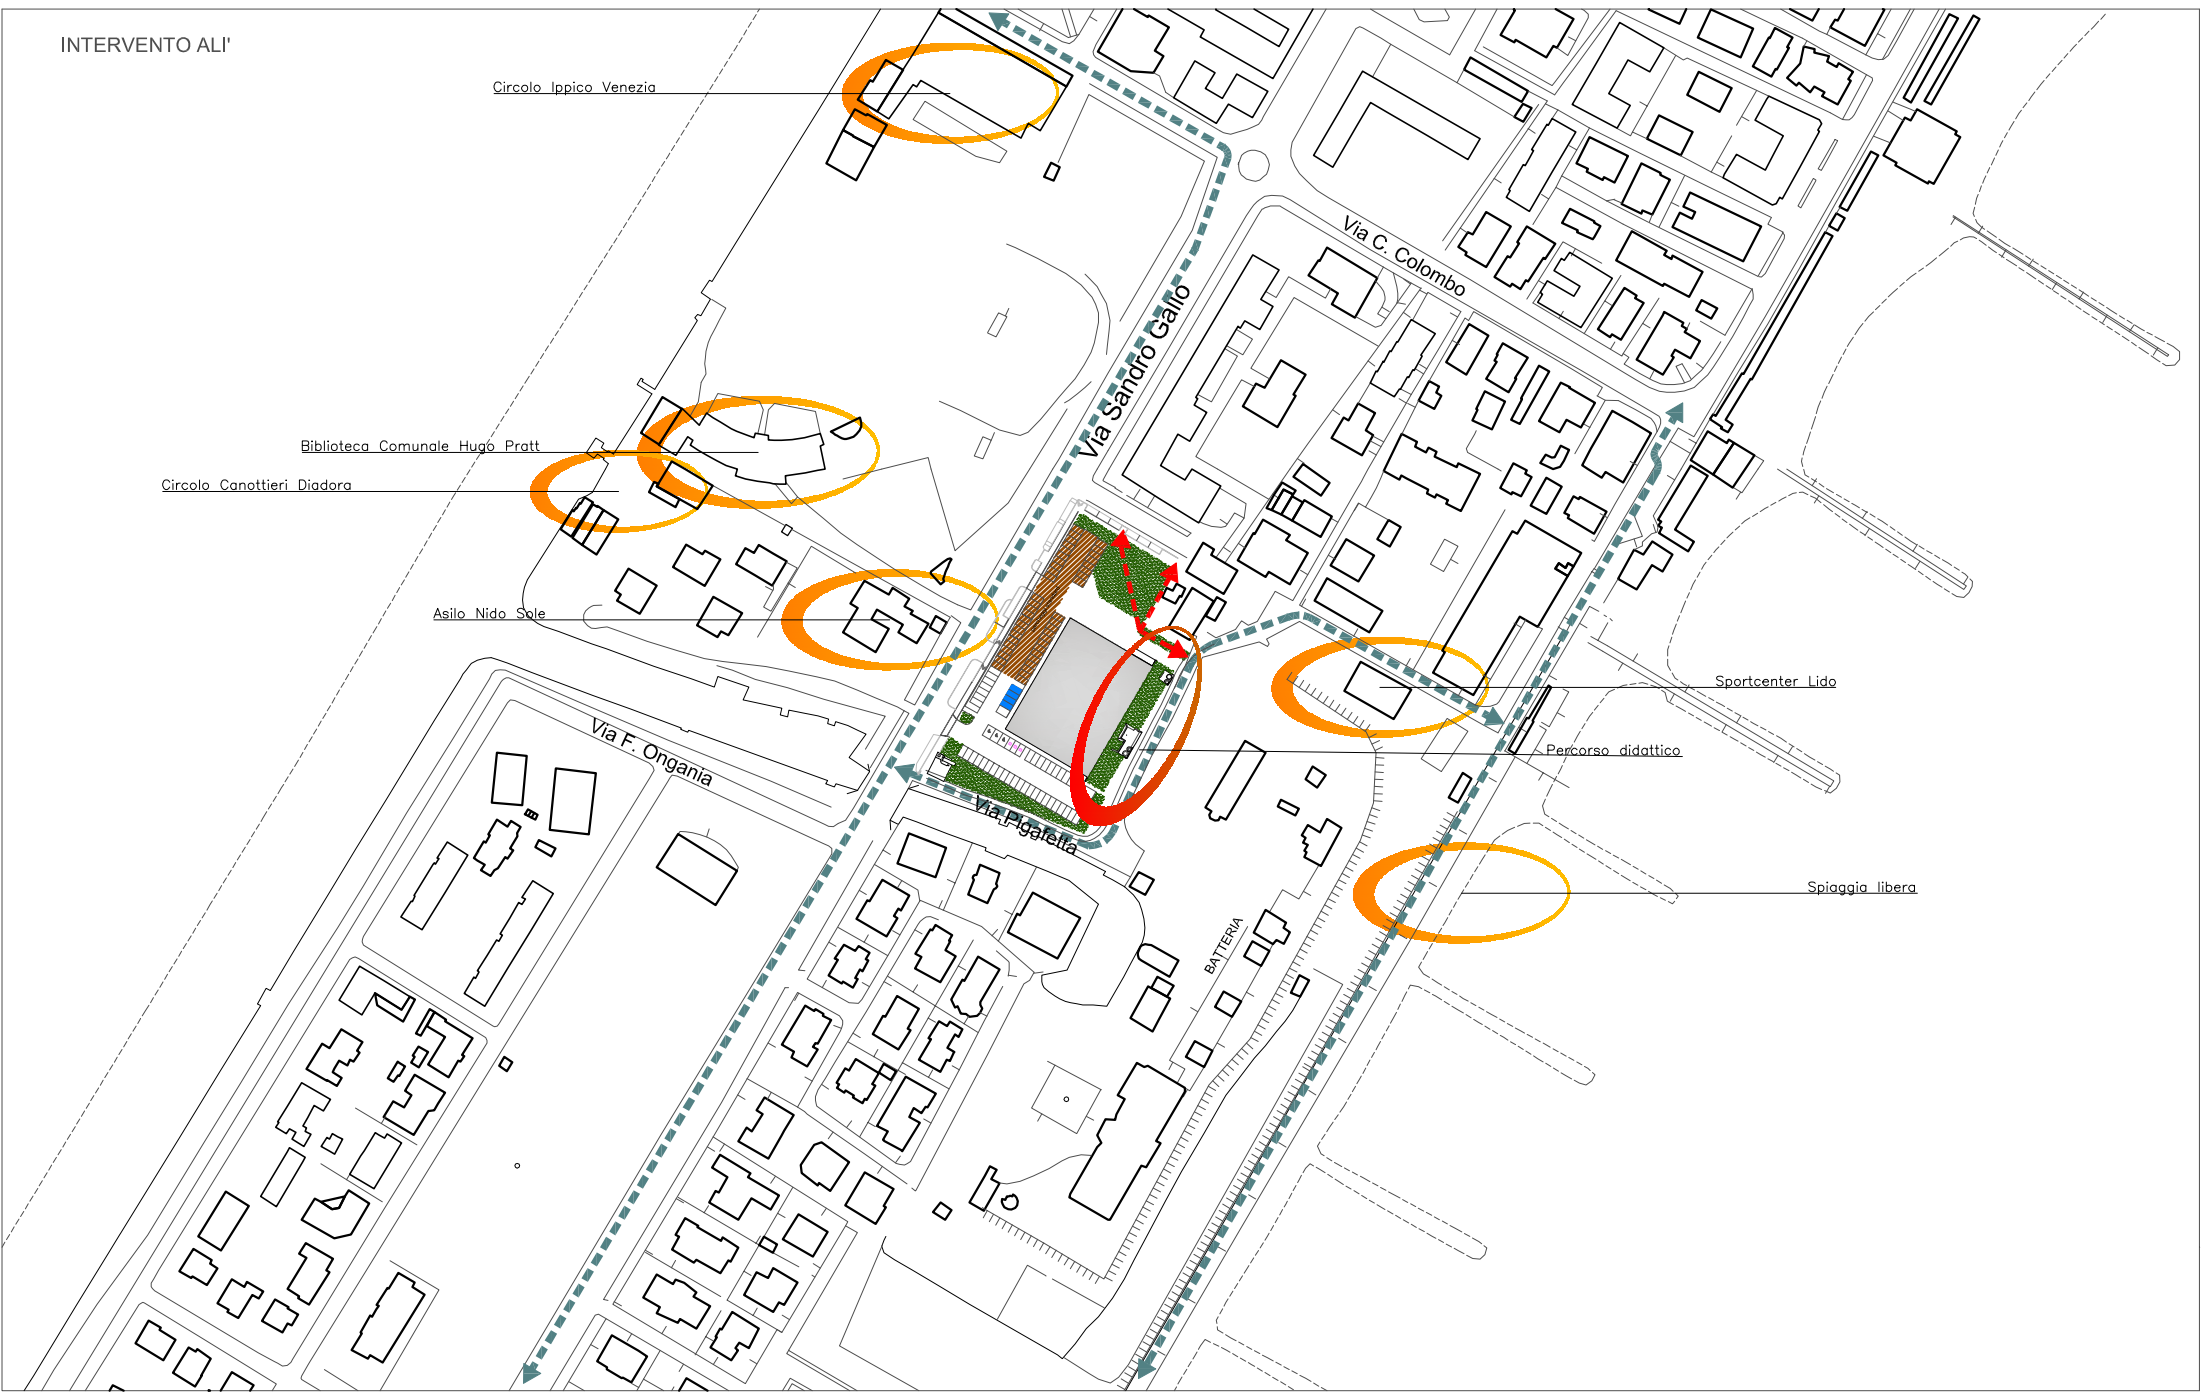 INTERVENTO ALI'
Circolo Ippico Venezia
Via C. Colombo
Via Sandro Gallo
Biblioteca Comunale Hugo Pratt
Circolo Canottieri Diadora
Asilo Nido Sole
Sportcenter Lido
Via F. Ongania
Percorso didattico
Via Pigafetta
Spiaggia libera
BATTERIA